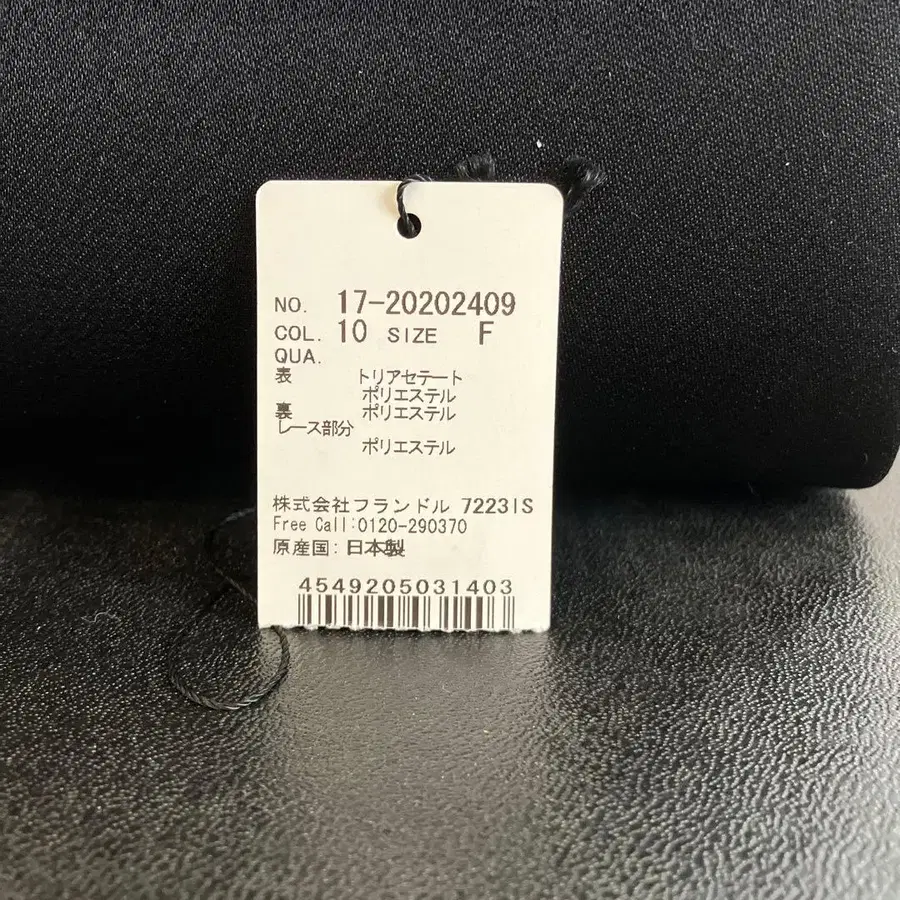 NO. 17-20202409
COL. 10 SIZE F
QUA.
表 トリアセテート
ポリエステル
裏 ポリエステル
レース部分
ポリエステル
株式会社フランドル 7223IS
Free Call:0120-290370
原産国: 日本製
4549205031403